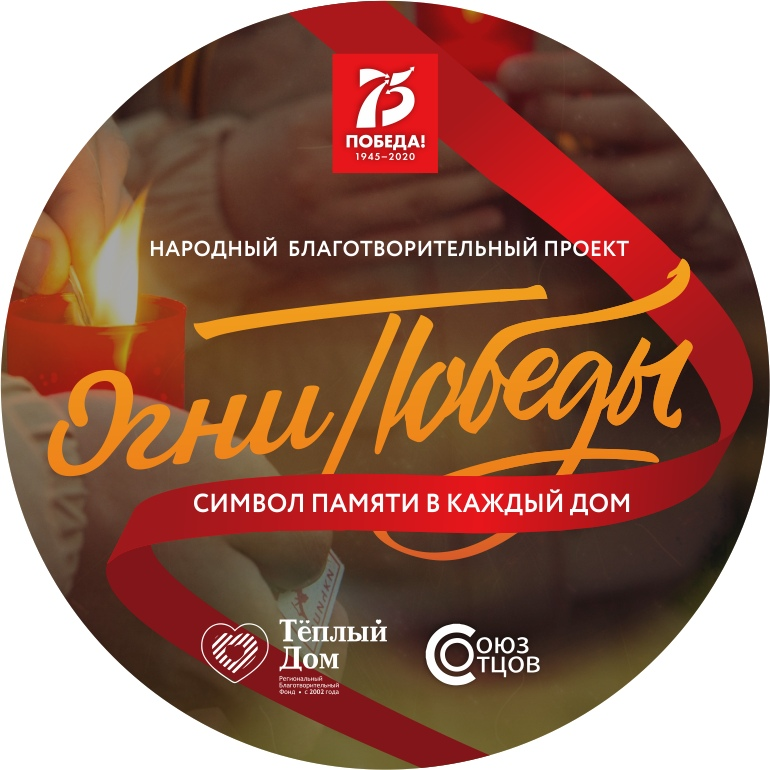 75
ПОБЕДА!
1945–2020
НАРОДНЫЙ БЛАГОТВОРИТЕЛЬНЫЙ ПРОЕКТ
Огни Победы
СИМВОЛ ПАМЯТИ В КАЖДЫЙ ДОМ
Тёплый
Дом
Региональный
Благотворительный
Фонд • с 2002 года
СОЮЗ
ОТЦОВ